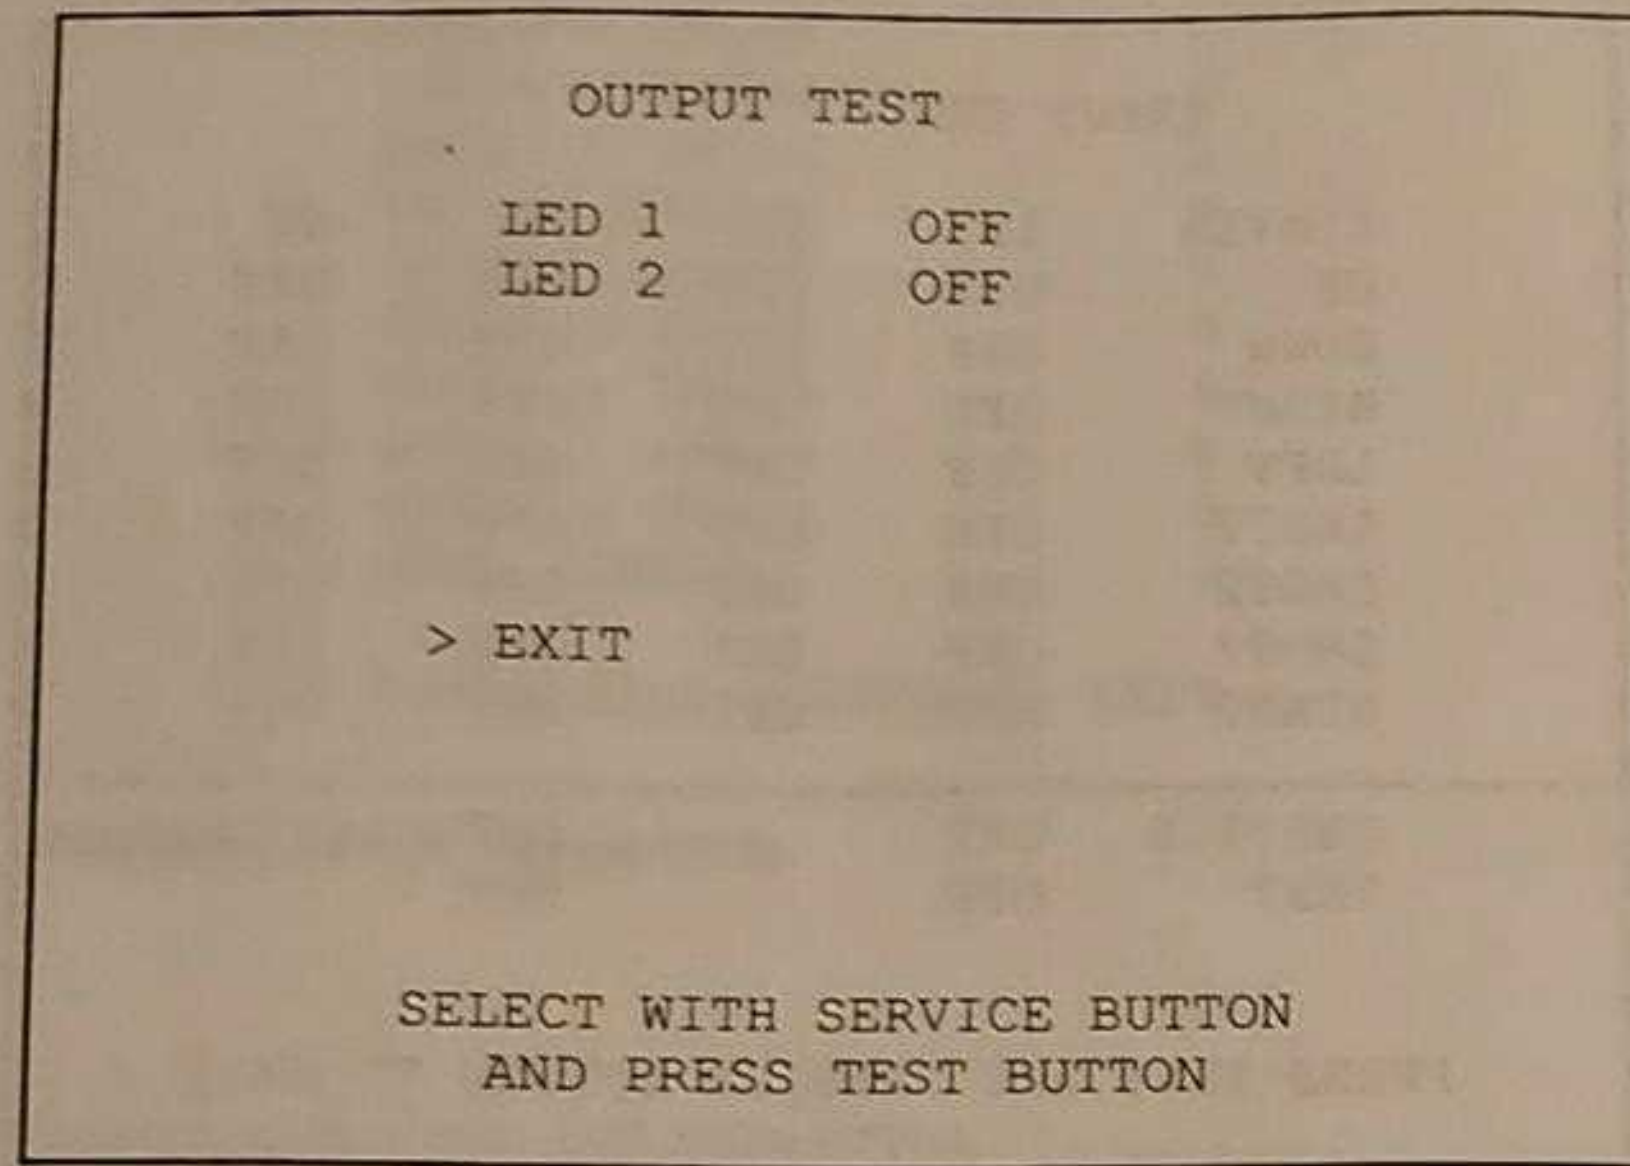 OUTPUT TEST
LED 1 OFF
LED 2 OFF
> EXIT
SELECT WITH SERVICE BUTTON
AND PRESS TEST BUTTON